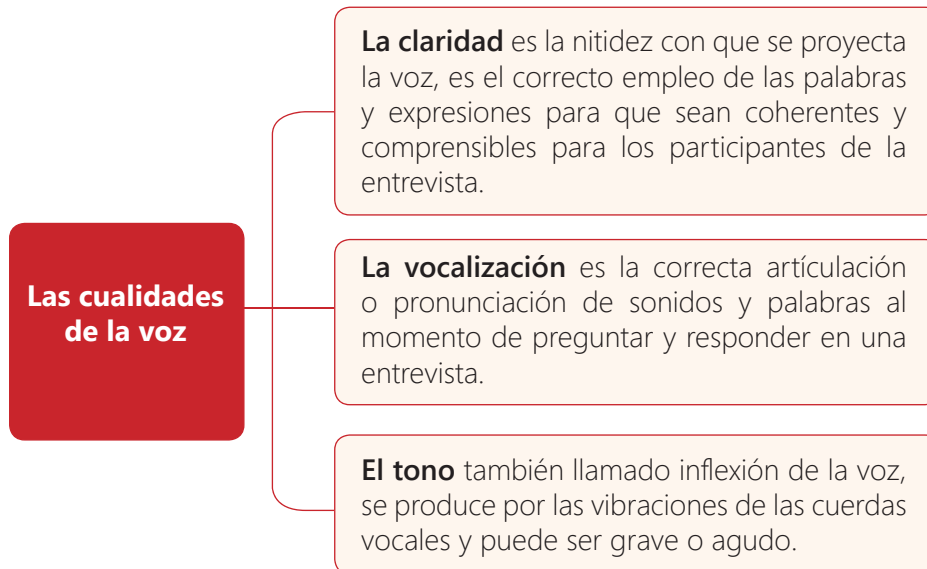 La claridad es la nitidez con que se proyecta
la voz, es el correcto empleo de las palabras
y expresiones para que sean coherentes y
comprensibles para los participantes de la
entrevista.
Las cualidades
de la voz
La vocalización es la correcta artículación
o pronunciación de sonidos y palabras al
momento de preguntar y responder en una
entrevista.
El tono también llamado inflexión de la voz,
se produce por las vibraciones de las cuerdas
vocales y puede ser grave o agudo.